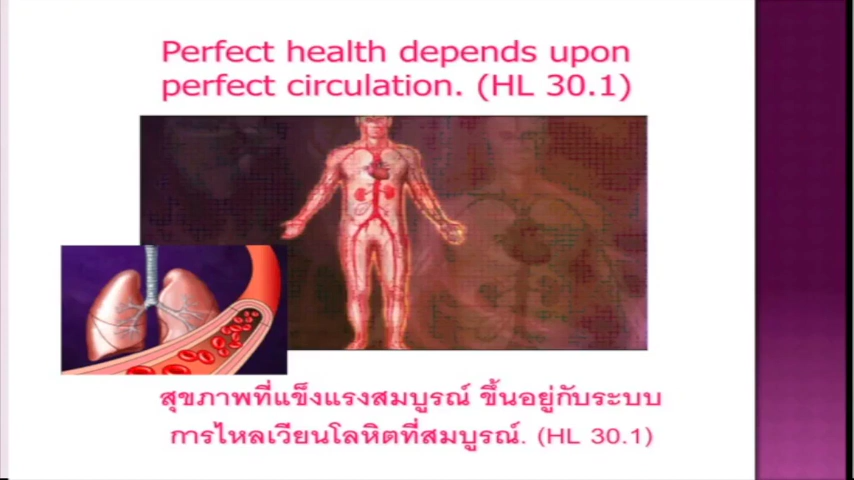 Perfect health depends upon
perfect circulation. (HL 30.1)
สุขภาพที่แข็งแรงสมบูรณ์ ขึ้นอยู่กับระบบ
การไหลเวียนโลหิตที่สมบูรณ์. (HL 30.1)